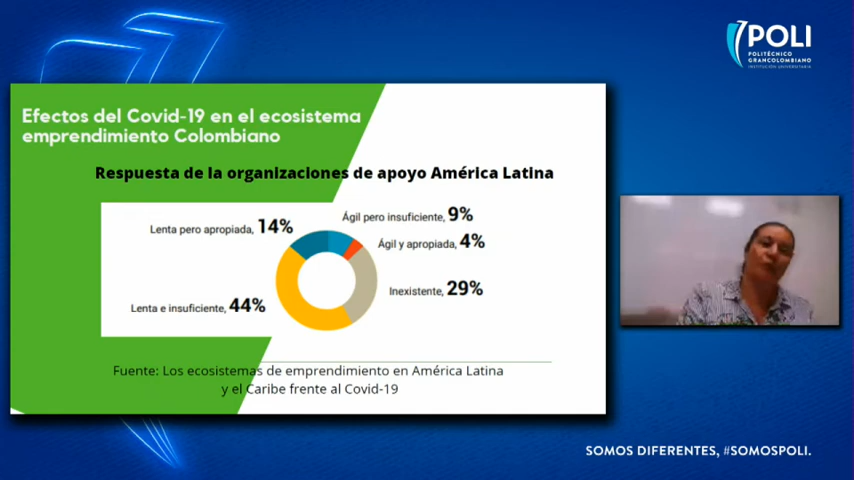 POLI
POLITÉCNICO
GRANCOLOMBIANO
INSTITUCIÓN UNIVERSITARIA
Efectos del Covid-19 en el ecosistema
emprendimiento Colombiano
Respuesta de la organizaciones de apoyo América Latina
Ágil pero insuficiente, 9%
Lenta pero apropiada, 14%
Ágil y apropiada, 4%
Inexistente, 29%
Lenta e insuficiente, 44%
Fuente: Los ecosistemas de emprendimiento en América Latina
y el Caribe frente al Covid-19
SOMOS DIFERENTES, #SOMOSPOLI.